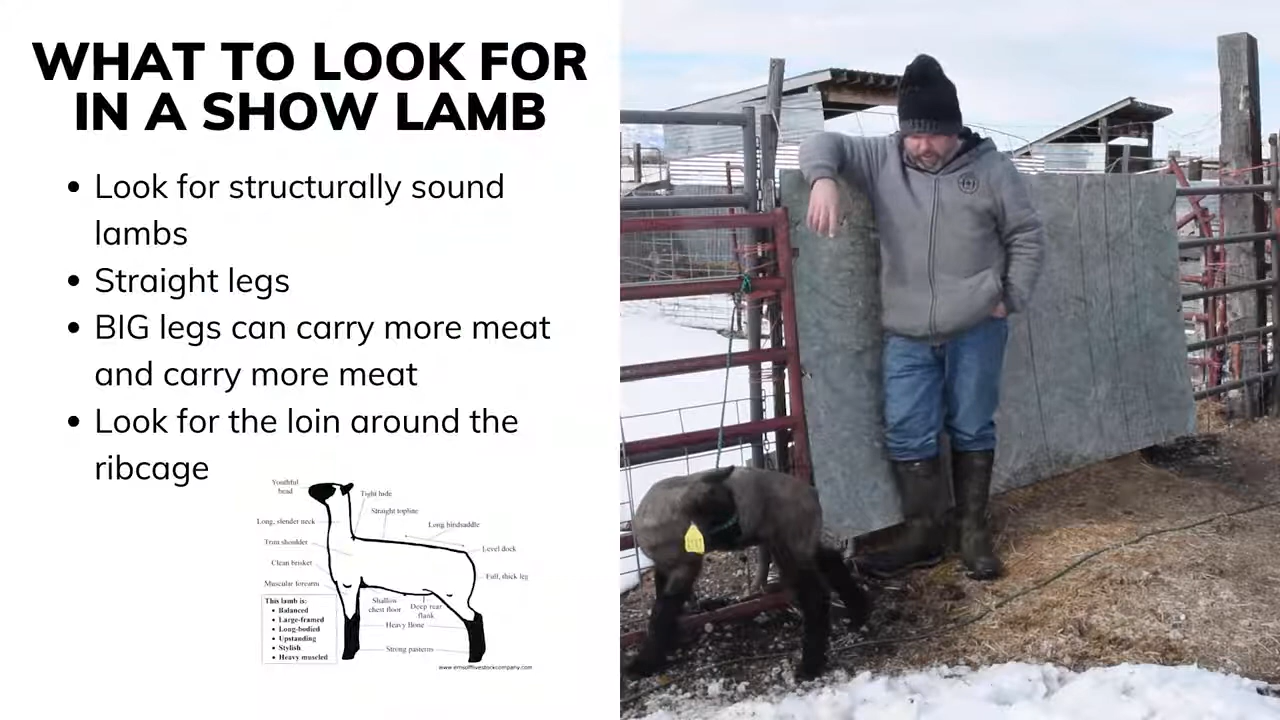 WHAT TO LOOK FOR
IN A SHOW LAMB
Look for structurally sound
lambs
Straight legs
BIG legs can carry more meat
and carry more meat
Look for the loin around the
ribcage
Youthful
head
Tight hide
Straight topline
Long, slender neck
Long hindsaddle
Trim shoulder
Level dock
Clean brisket
Full, thick leg
Muscular forearm
Shallow
chest floor
Deep rear
flank
Heavy Bone
Strong pasterns
This lamb is:
Balanced
Large-framed
Long-bodied
Upstanding
Stylish
Heavy muscled